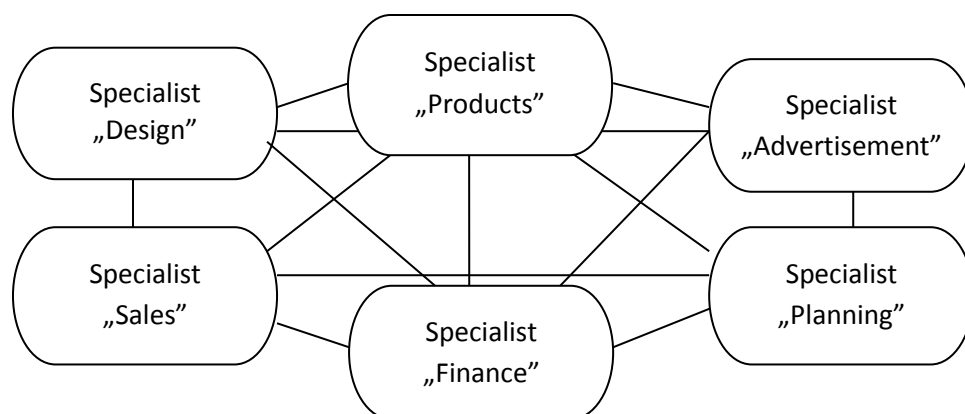 Specialist
„Products”
Specialist
„Design”
Specialist
„Advertisement”
Specialist
„Sales”
Specialist
„Finance”
Specialist
„Planning”